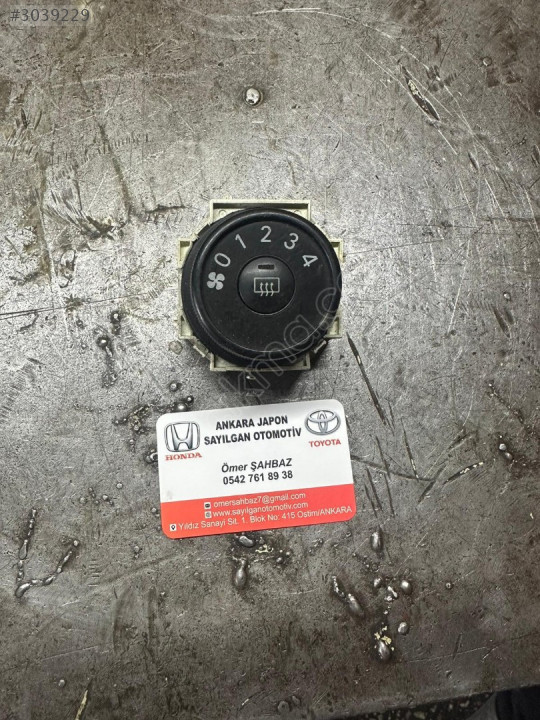 #3039229
0 1 2 3 4
ANKARA JAPON
SAYILGAN OTOMOTİV
HONDA
TOYOTA
Ömer ŞAHBAZ
0542 761 89 38
omersahbaz7@gmail.com
www.sayilganotomotiv.com
Yıldız Sanayi Sit. 1. Blok No: 415 Ostim/ANKARA